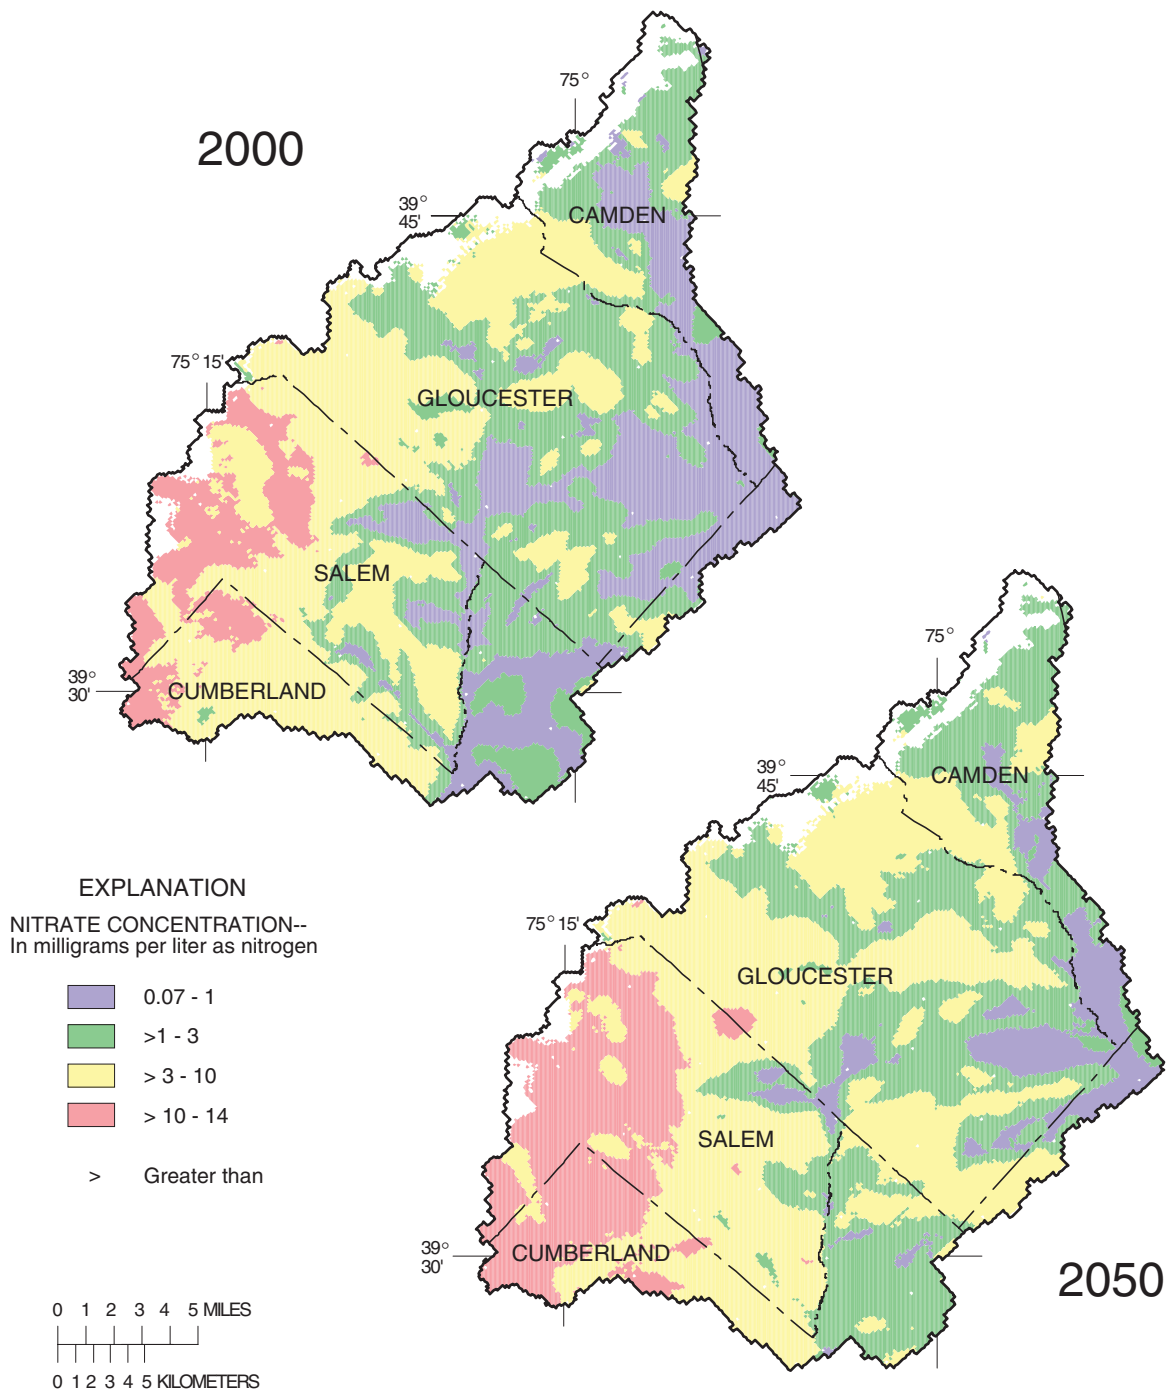 2000
75°
39°
45'
CAMDEN
75° 15'
GLOUCESTER
SALEM
39°
30'
CUMBERLAND
75°
39°
45'
CAMDEN
75° 15'
GLOUCESTER
SALEM
39°
30'
CUMBERLAND
2050
EXPLANATION
NITRATE CONCENTRATION--
In milligrams per liter as nitrogen
0.07 - 1
>1 - 3
> 3 - 10
> 10 - 14
> Greater than
0 1 2 3 4 5 MILES
0 1 2 3 4 5 KILOMETERS